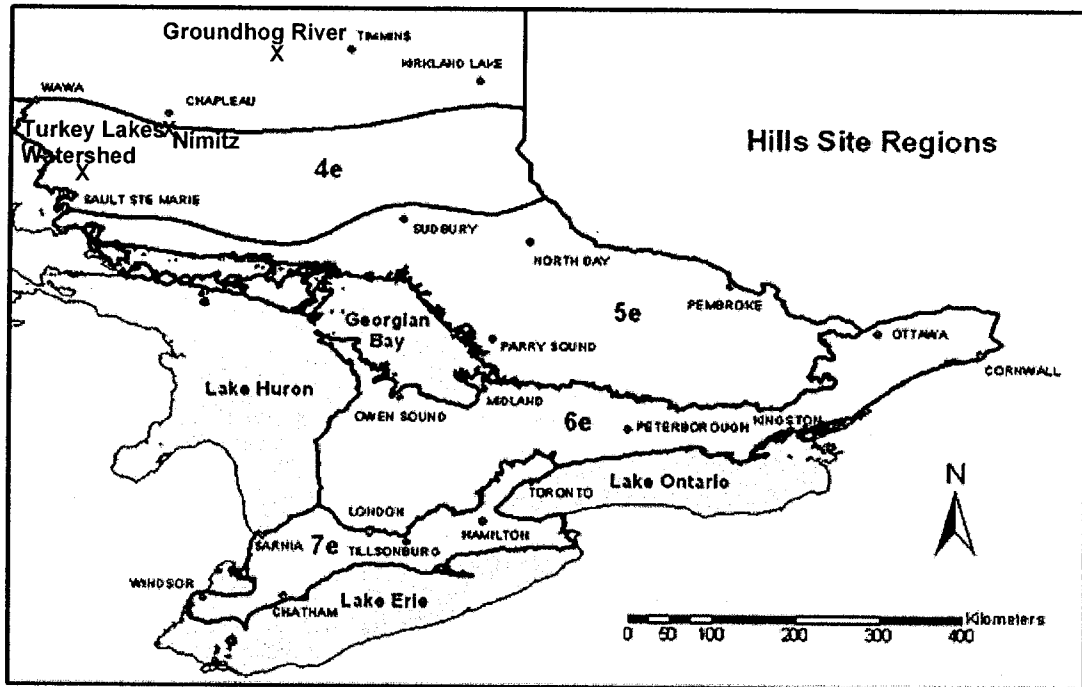 Groundhog River
TIMMINS
X
KIRKLAND LAKE
WAWA
CHAPLEAU
Turkey Lakes
X
Nimitz
Watershed
X
Hills Site Regions
4e
SAULT STE MARIE
SUDBURY
NORTH BAY
PEMBROKE
5e
Georgian
Bay
OTTAWA
PARRY SOUND
CORNWALL
Lake Huron
OWEN SOUND
MIDLAND
6e
PETERBOROUGH
KINGSTON
N
Lake Ontario
TORONTO
LONDON
HAMILTON
SARNIA
7e
TILLSONBURG
WINDSOR
CHATHAM
Lake Erie
Kilometers
0 50 100 200 300 400